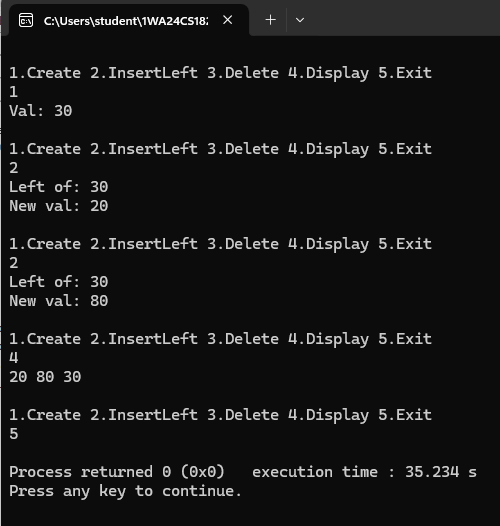 C:\Users\student\1WA24CS182
1.Create 2.InsertLeft 3.Delete 4.Display 5.Exit
1
Val: 30
1.Create 2.InsertLeft 3.Delete 4.Display 5.Exit
2
Left of: 30
New val: 20
1.Create 2.InsertLeft 3.Delete 4.Display 5.Exit
2
Left of: 30
New val: 80
1.Create 2.InsertLeft 3.Delete 4.Display 5.Exit
4
20 80 30
1.Create 2.InsertLeft 3.Delete 4.Display 5.Exit
5
Process returned 0 (0x0)   execution time : 35.234 s
Press any key to continue.